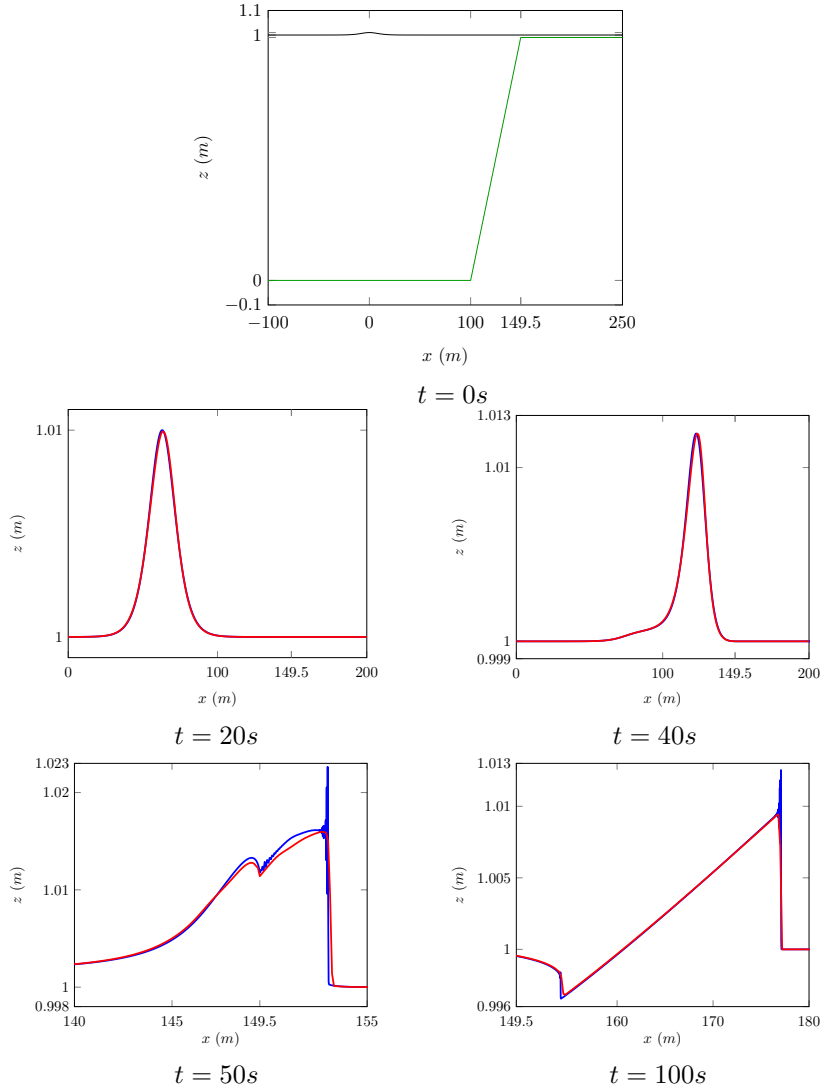 1.1
1
z (m)
0
−0.1
−100 0 100 149.5 250
x (m)
t = 0s
1.01
z (m)
1
0 100 149.5 200
x (m)
t = 20s
1.013
1.01
z (m)
1
0.999
0 100 149.5 200
x (m)
t = 40s
1.023
1.02
z (m)
1.01
1
0.998
140 145 149.5 155
x (m)
t = 50s
1.013
1.01
1.005
z (m)
1
0.996
149.5 160 170 180
x (m)
t = 100s